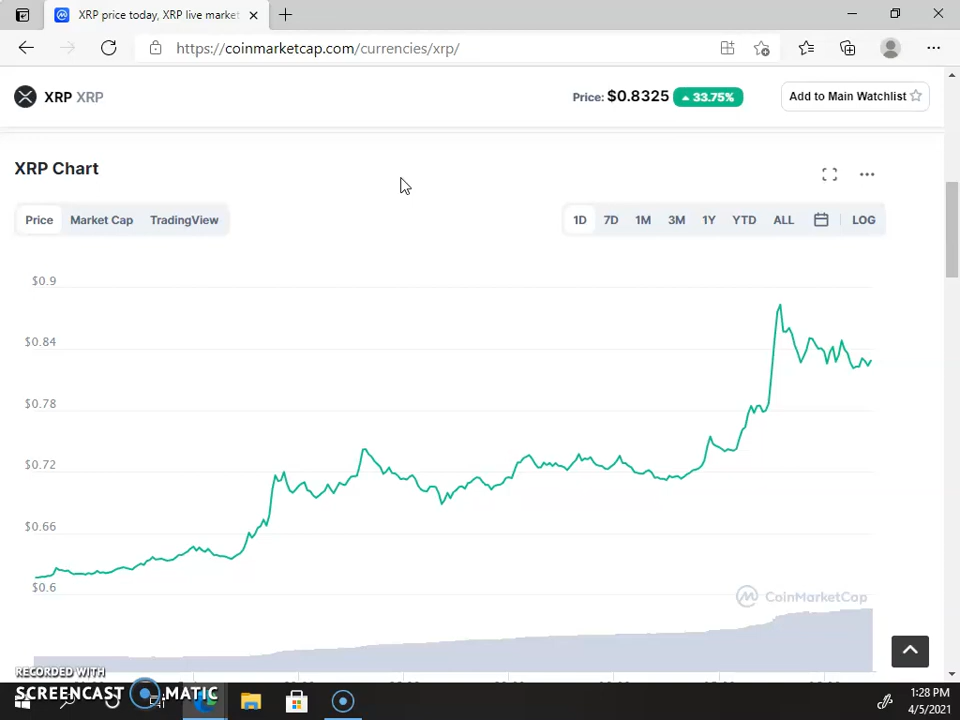 XRP price today, XRP live market
https://coinmarketcap.com/currencies/xrp/
XRP XRP
Price: $0.8325 33.75%
Add to Main Watchlist
XRP Chart
Price Market Cap TradingView
1D 7D 1M 3M 1Y YTD ALL LOG
$0.9
$0.84
$0.78
$0.72
$0.66
$0.6
CoinMarketCap
RECORDED WITH
SCREENCAST MATIC
1:28 PM
4/5/2021